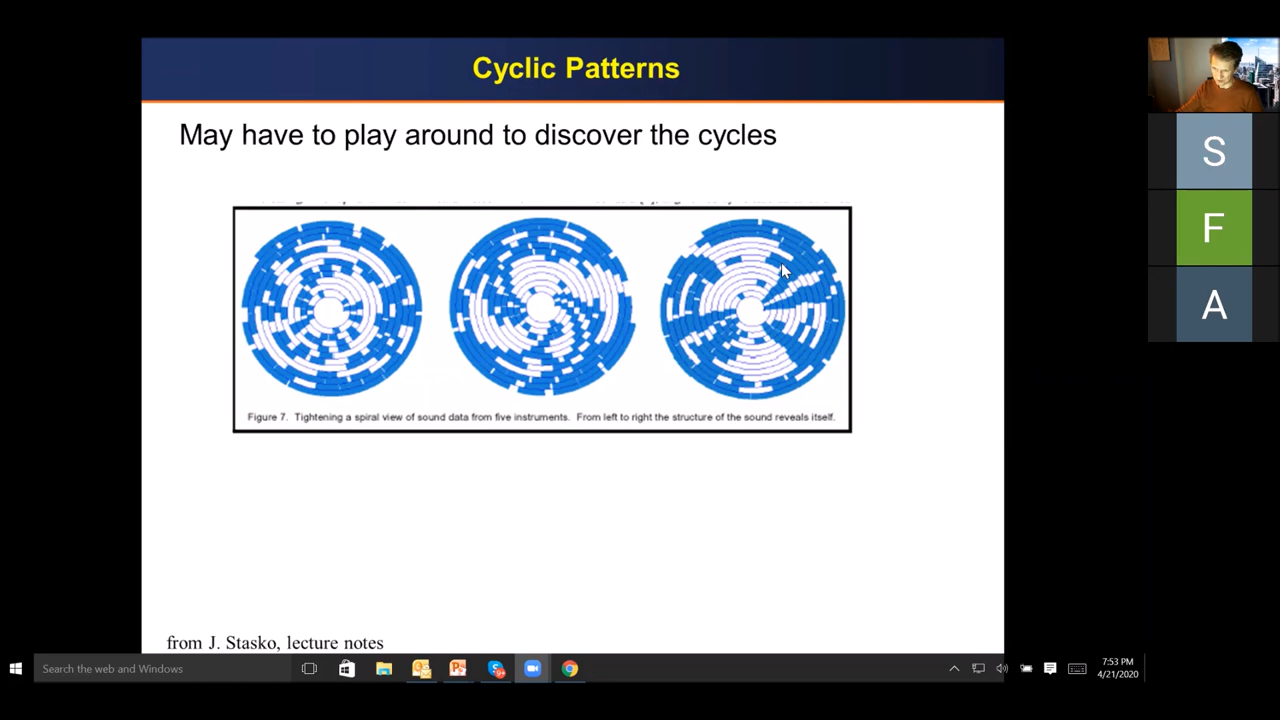 Cyclic Patterns
May have to play around to discover the cycles
Figure 7. Tightening a spiral view of sound data from five instruments. From left to right the structure of the sound reveals itself.
from J. Stasko, lecture notes
S
F
A
Search the web and Windows
7:53 PM
4/21/2020